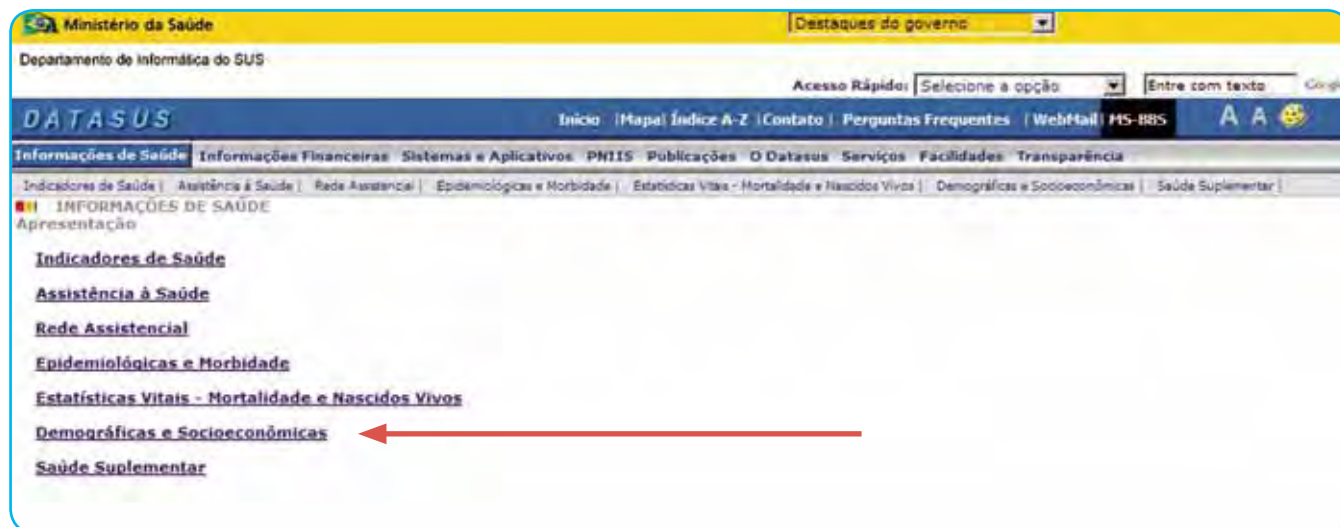 Ministério da Saúde
Destaques do governo
Departamento de Informática do SUS
Acesso Rápido: Selecione a opção Entre com texto
DATASUS Início |Mapa| Índice A-Z |Contato | Perguntas Frequentes | WebMail| MS-BBS A A
Informações de Saúde Informações Financeiras Sistemas e Aplicativos PNIIS Publicações O Datasus Serviços Facilidades Transparência
Indicadores de Saúde | Assistência à Saúde | Rede Assistencial | Epidemiológicas e Morbidade | Estatísticas Vitais - Mortalidade e Nascidos Vivos | Demográficas e Socioeconômicas | Saúde Suplementar |
INFORMAÇÕES DE SAÚDE
Apresentação
Indicadores de Saúde
Assistência à Saúde
Rede Assistencial
Epidemiológicas e Morbidade
Estatísticas Vitais - Mortalidade e Nascidos Vivos
Demográficas e Socioeconômicas
Saúde Suplementar